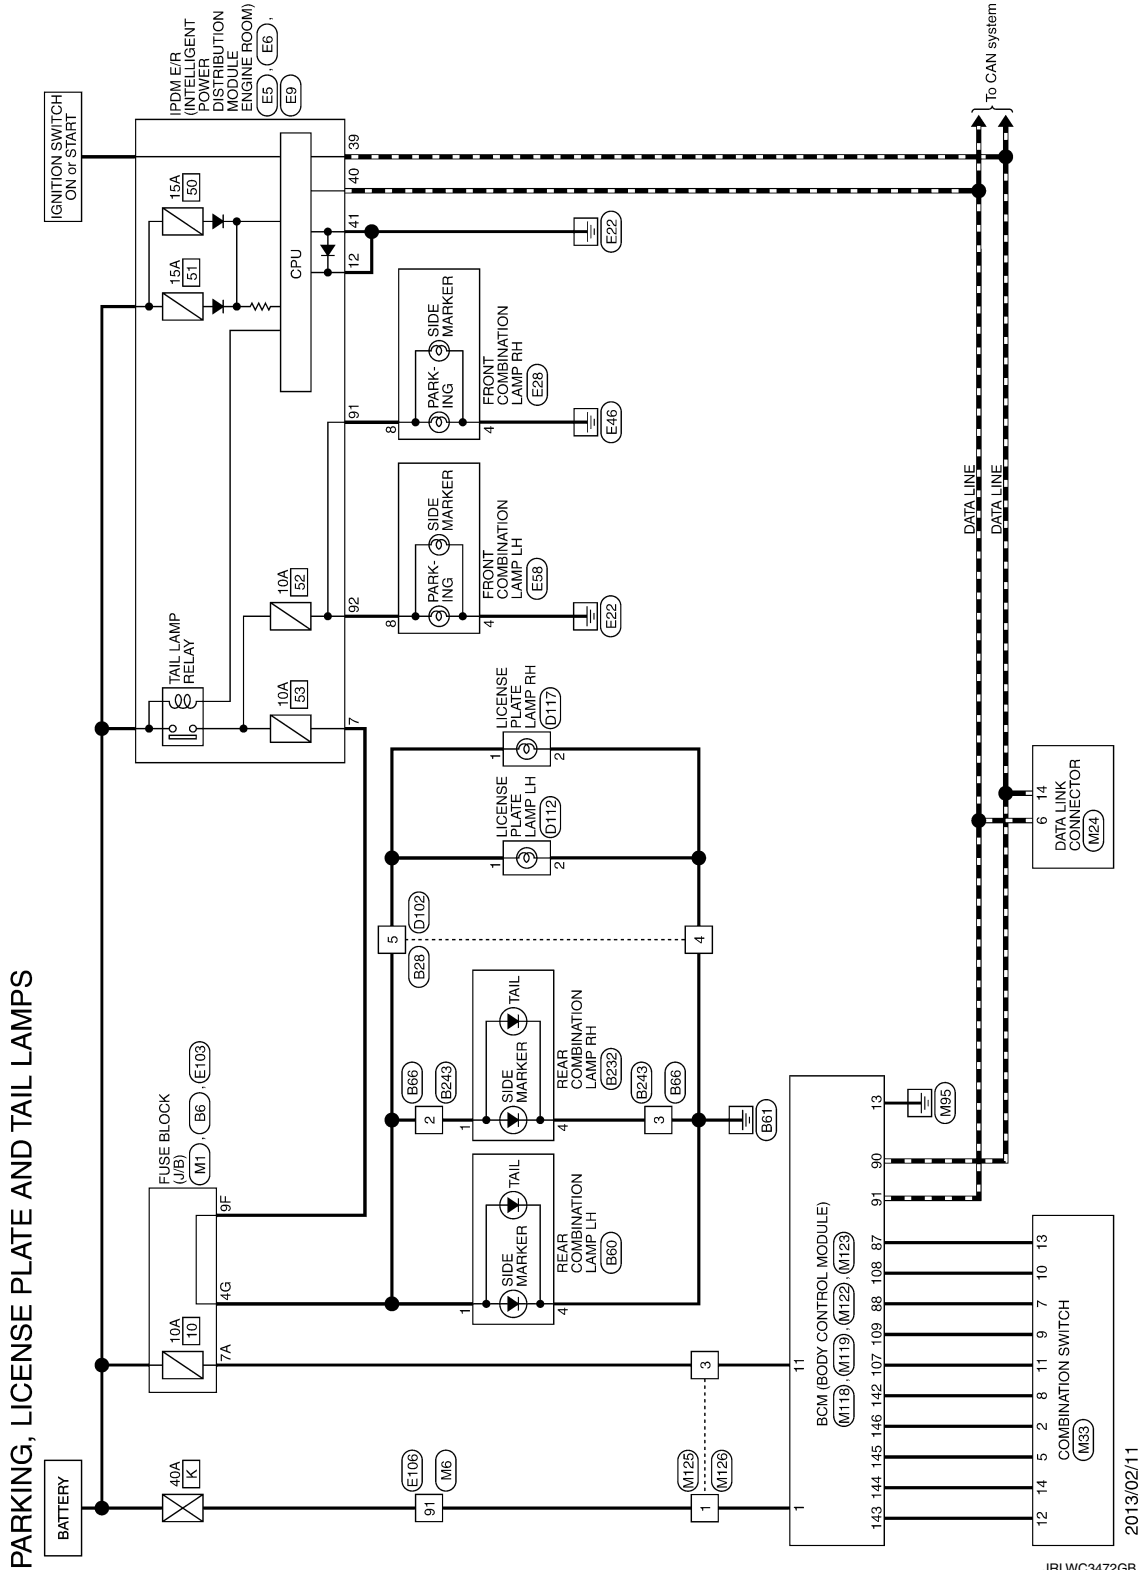 PARKING, LICENSE PLATE AND TAIL LAMPS
BATTERY
IGNITION SWITCH
ON or START
40A
K
10A
10
FUSE BLOCK
(J/B)
M1 , B6 , E103
7A
4G
9F
TAIL LAMP
RELAY
10A
53
10A
52
15A
51
15A
50
CPU
IPDM E/R
(INTELLIGENT
POWER
DISTRIBUTION
MODULE
ENGINE ROOM)
E5 , E6 ,
E9
7
92
91
12
41
40
39
8
PARK-
ING
SIDE
MARKER
4
FRONT
COMBINATION
LAMP LH
E58
E22
8
PARK-
ING
SIDE
MARKER
4
FRONT
COMBINATION
LAMP RH
E28
E46
E22
E106
91
M6
M125
1
3
M126
1
SIDE
MARKER
TAIL
4
REAR
COMBINATION
LAMP LH
B60
B66
2
B243
1
SIDE
MARKER
TAIL
4
REAR
COMBINATION
LAMP RH
B232
B243
3
B66
B61
B28
5
D102
4
1
LICENSE
PLATE
LAMP LH
D112
2
1
LICENSE
PLATE
LAMP RH
D117
2
DATA LINE
DATA LINE
To CAN system
1
11
BCM (BODY CONTROL MODULE)
M118 , M119 , M122 , M123
143
144
145
146
142
107
109
88
108
87
91
90
13
M95
12
14
5
2
8
11
9
7
10
13
COMBINATION SWITCH
M33
6
14
DATA LINK
CONNECTOR
M24
2013/02/11
JRLWC3472GB